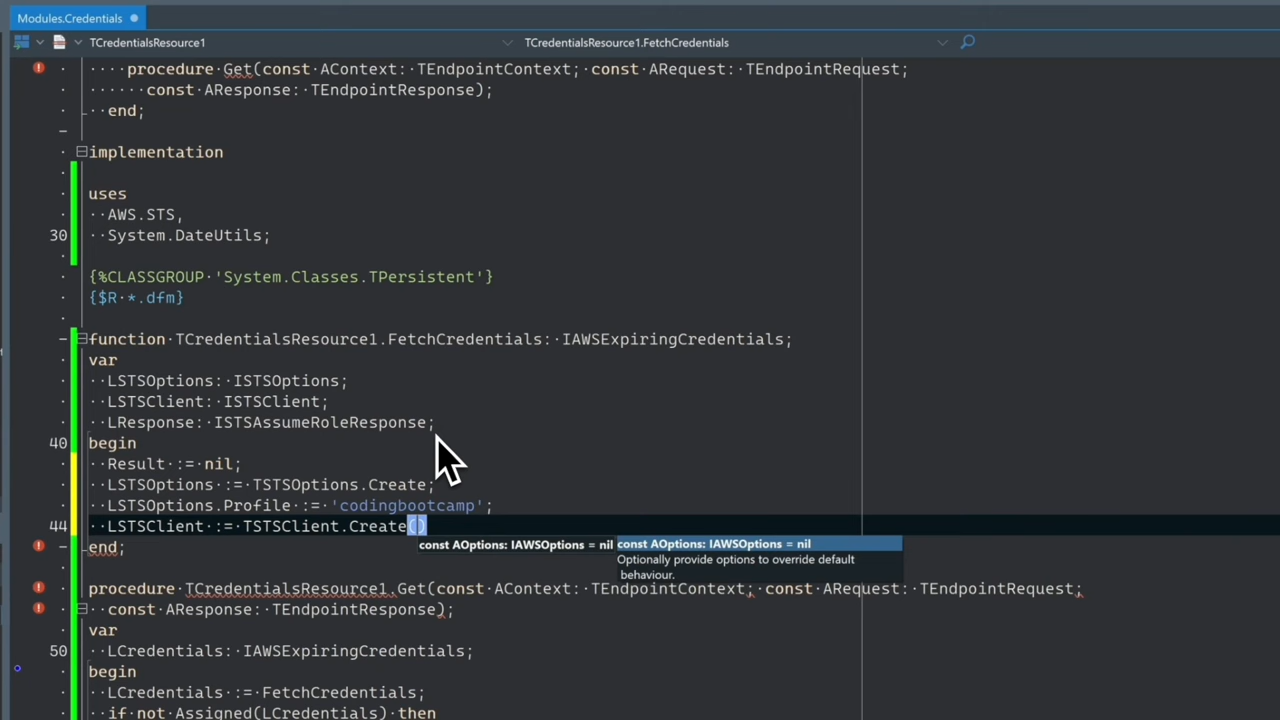 Modules.Credentials
TCredentialsResource1 TCredentialsResource1.FetchCredentials
procedure Get(const AContext: TEndpointContext; const ARequest: TEndpointRequest;
const AResponse: TEndpointResponse);
end;
implementation
uses
AWS.STS,
30 System.DateUtils;
{%CLASSGROUP 'System.Classes.TPersistent'}
{$R *.dfm}
function TCredentialsResource1.FetchCredentials: IAWSExpiringCredentials;
var
LSTSOptions: ISTSOptions;
LSTSClient: ISTSClient;
LResponse: ISTSAssumeRoleResponse;
40 begin
Result := nil;
LSTSOptions := TSTSOptions.Create;
LSTSOptions.Profile := 'codingbootcamp';
44 LSTSClient := TSTSClient.Create()
const AOptions: IAWSOptions = nil const AOptions: IAWSOptions = nil
end;
Optionally provide options to override default
behaviour.
procedure TCredentialsResource1.Get(const AContext: TEndpointContext; const ARequest: TEndpointRequest;
const AResponse: TEndpointResponse);
var
50 LCredentials: IAWSExpiringCredentials;
begin
LCredentials := FetchCredentials;
if not Assigned(LCredentials) then